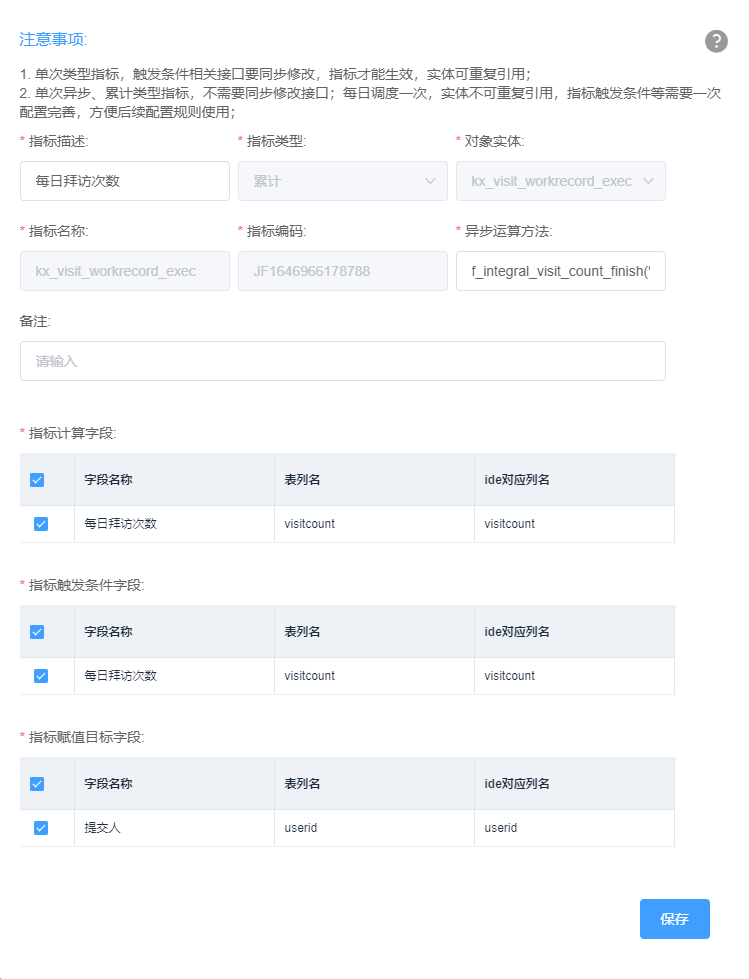 注意事项:
?
1. 单次类型指标，触发条件相关接口要同步修改，指标才能生效，实体可重复引用；
2. 单次异步、累计类型指标，不需要同步修改接口；每日调度一次，实体不可重复引用，指标触发条件等需要一次
配置完善，方便后续配置规则使用；
* 指标描述: * 指标类型: * 对象实体:
每日拜访次数 累计 kx_visit_workrecord_exec
* 指标名称: * 指标编码: * 异步运算方法:
kx_visit_workrecord_exec JF1646966178788 f_integral_visit_count_finish('
备注:
请输入
* 指标计算字段:
字段名称 表列名 ide对应列名
每日拜访次数 visitcount visitcount
* 指标触发条件字段:
字段名称 表列名 ide对应列名
每日拜访次数 visitcount visitcount
* 指标赋值目标字段:
字段名称 表列名 ide对应列名
提交人 userid userid
保存